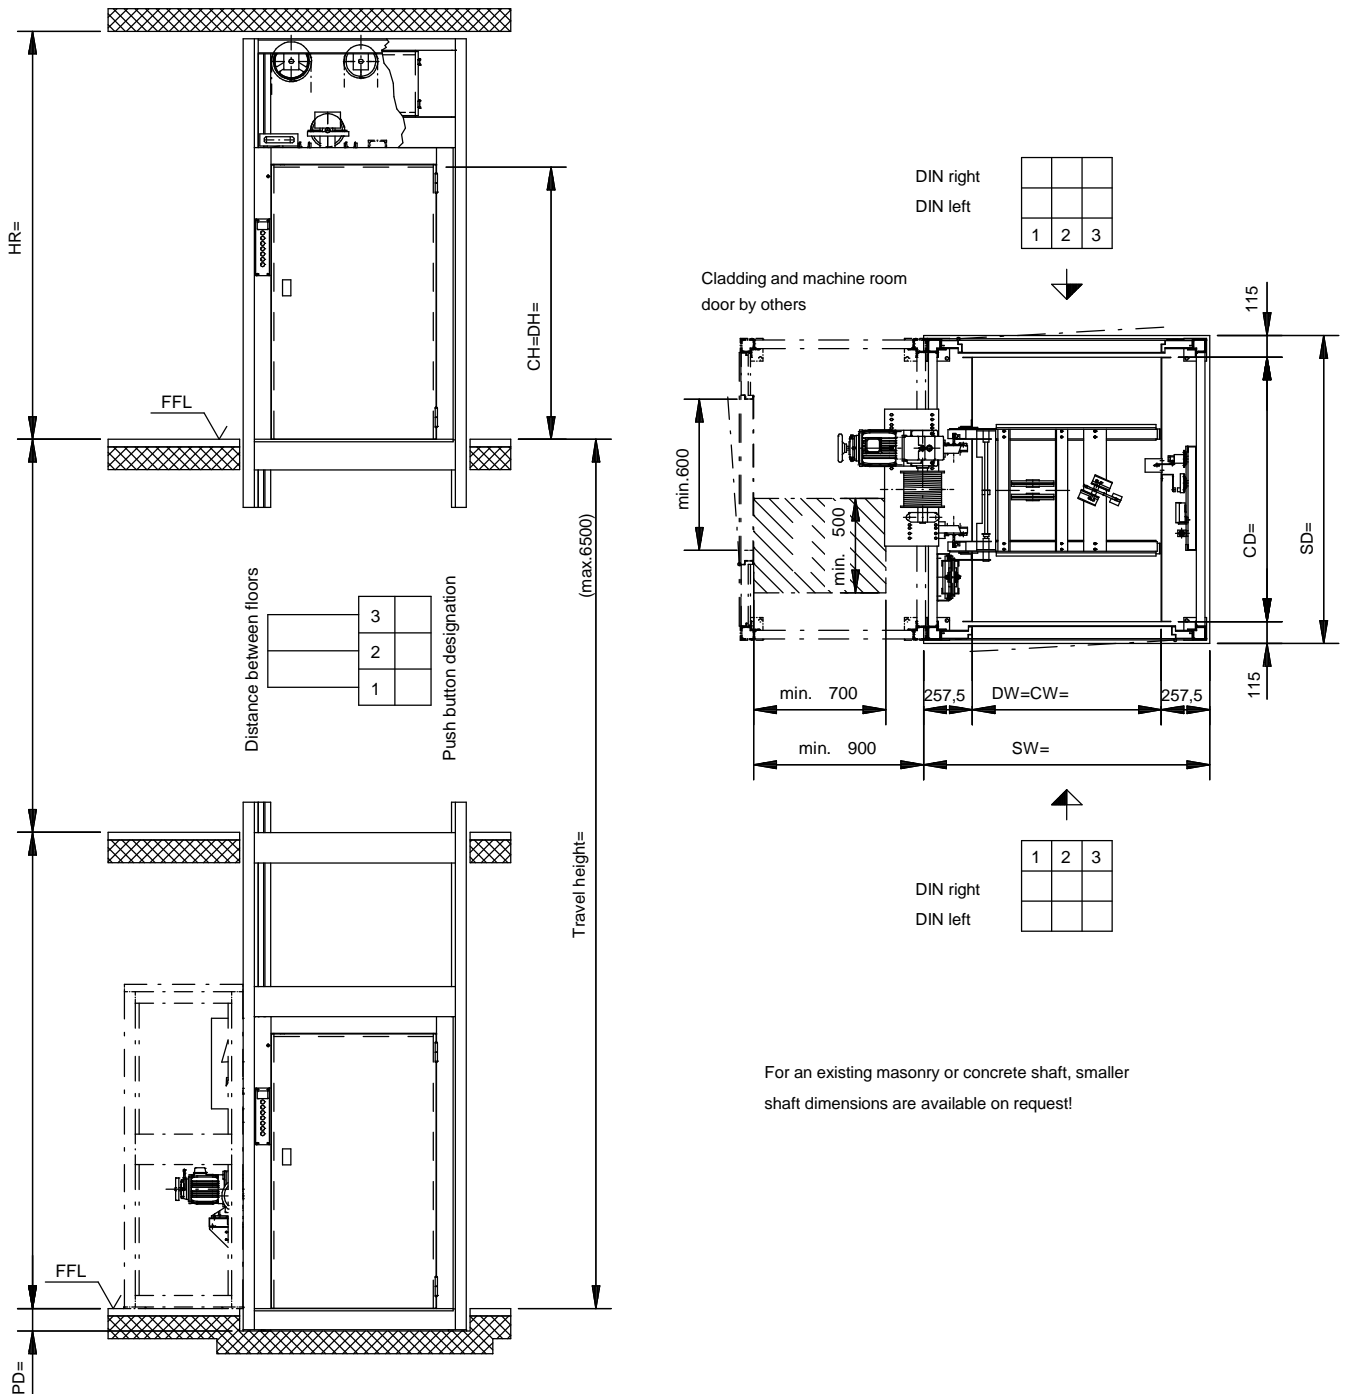 HR=
FFL
CH=DH=
Distance between floors
3
2
1
Push button designation
(max.6500)
Travel height=
FFL
PD=
DIN right
DIN left
1 2 3
Cladding and machine room
door by others
115
min.600
min. 500
CD=
SD=
115
min. 700
257,5
DW=CW=
257,5
min. 900
SW=
1 2 3
DIN right
DIN left
For an existing masonry or concrete shaft, smaller
shaft dimensions are available on request!